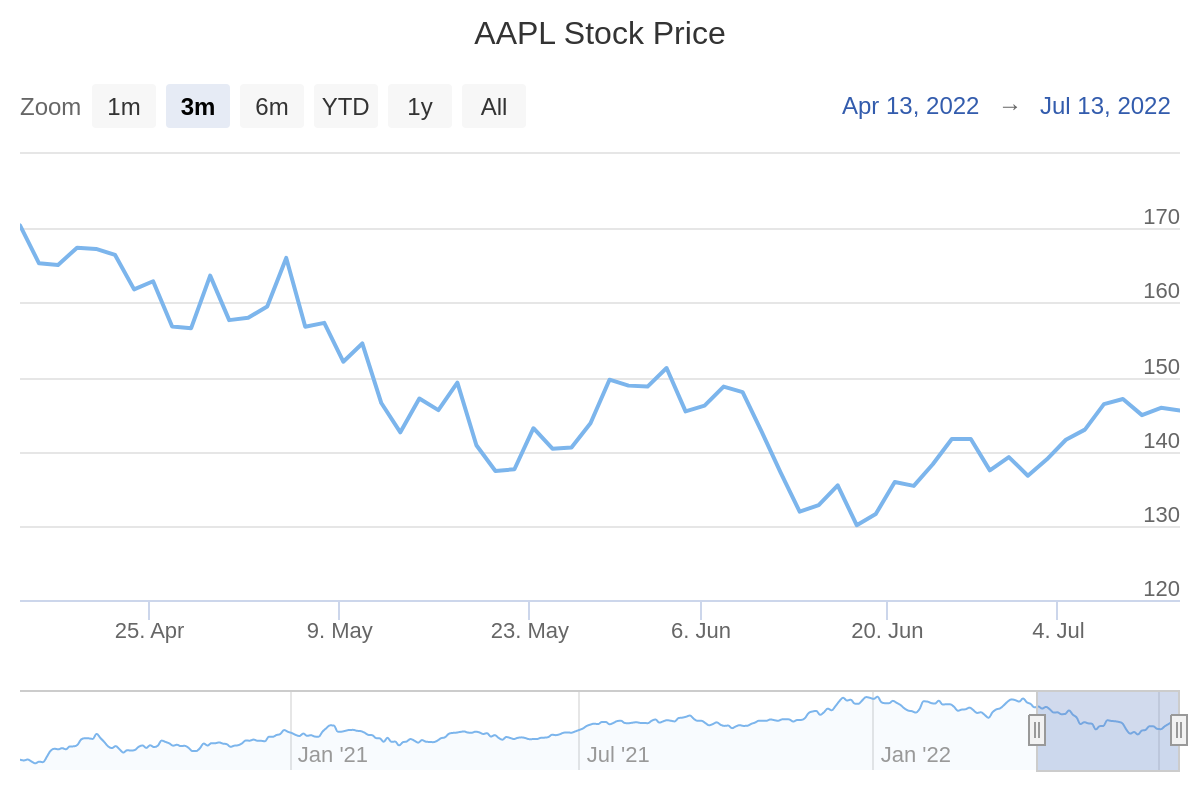 AAPL Stock Price
Zoom 1m 3m 6m YTD 1y All Apr 13, 2022 → Jul 13, 2022
170
160
150
140
130
120
25. Apr 9. May 23. May 6. Jun 20. Jun 4. Jul
Jan '21 Jul '21 Jan '22